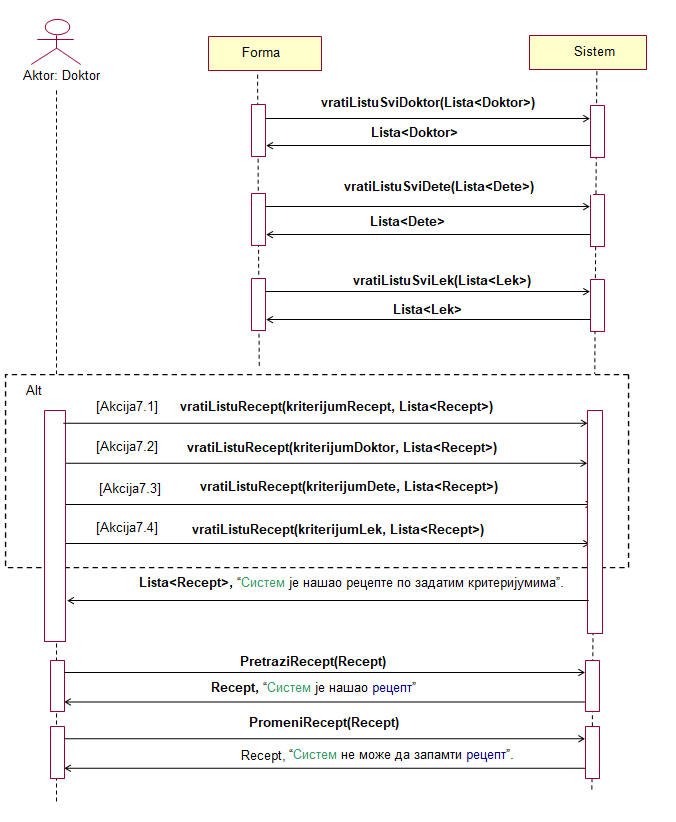 Aktor: Doktor
Forma
Sistem
vratiListuSviDoktor(Lista<Doktor>)
Lista<Doktor>
vratiListuSviDete(Lista<Dete>)
Lista<Dete>
vratiListuSviLek(Lista<Lek>)
Lista<Lek>
Alt
[Akcija7.1] vratiListuRecept(kriterijumRecept, Lista<Recept>)
[Akcija7.2] vratiListuRecept(kriterijumDoktor, Lista<Recept>)
[Akcija7.3] vratiListuRecept(kriterijumDete, Lista<Recept>)
[Akcija7.4] vratiListuRecept(kriterijumLek, Lista<Recept>)
Lista<Recept>, “Систем је нашао рецепте по задатим критеријумима”.
PretraziRecept(Recept)
Recept, “Систем је нашао рецепт”
PromeniRecept(Recept)
Recept, “Систем не може да запамти рецепт”.